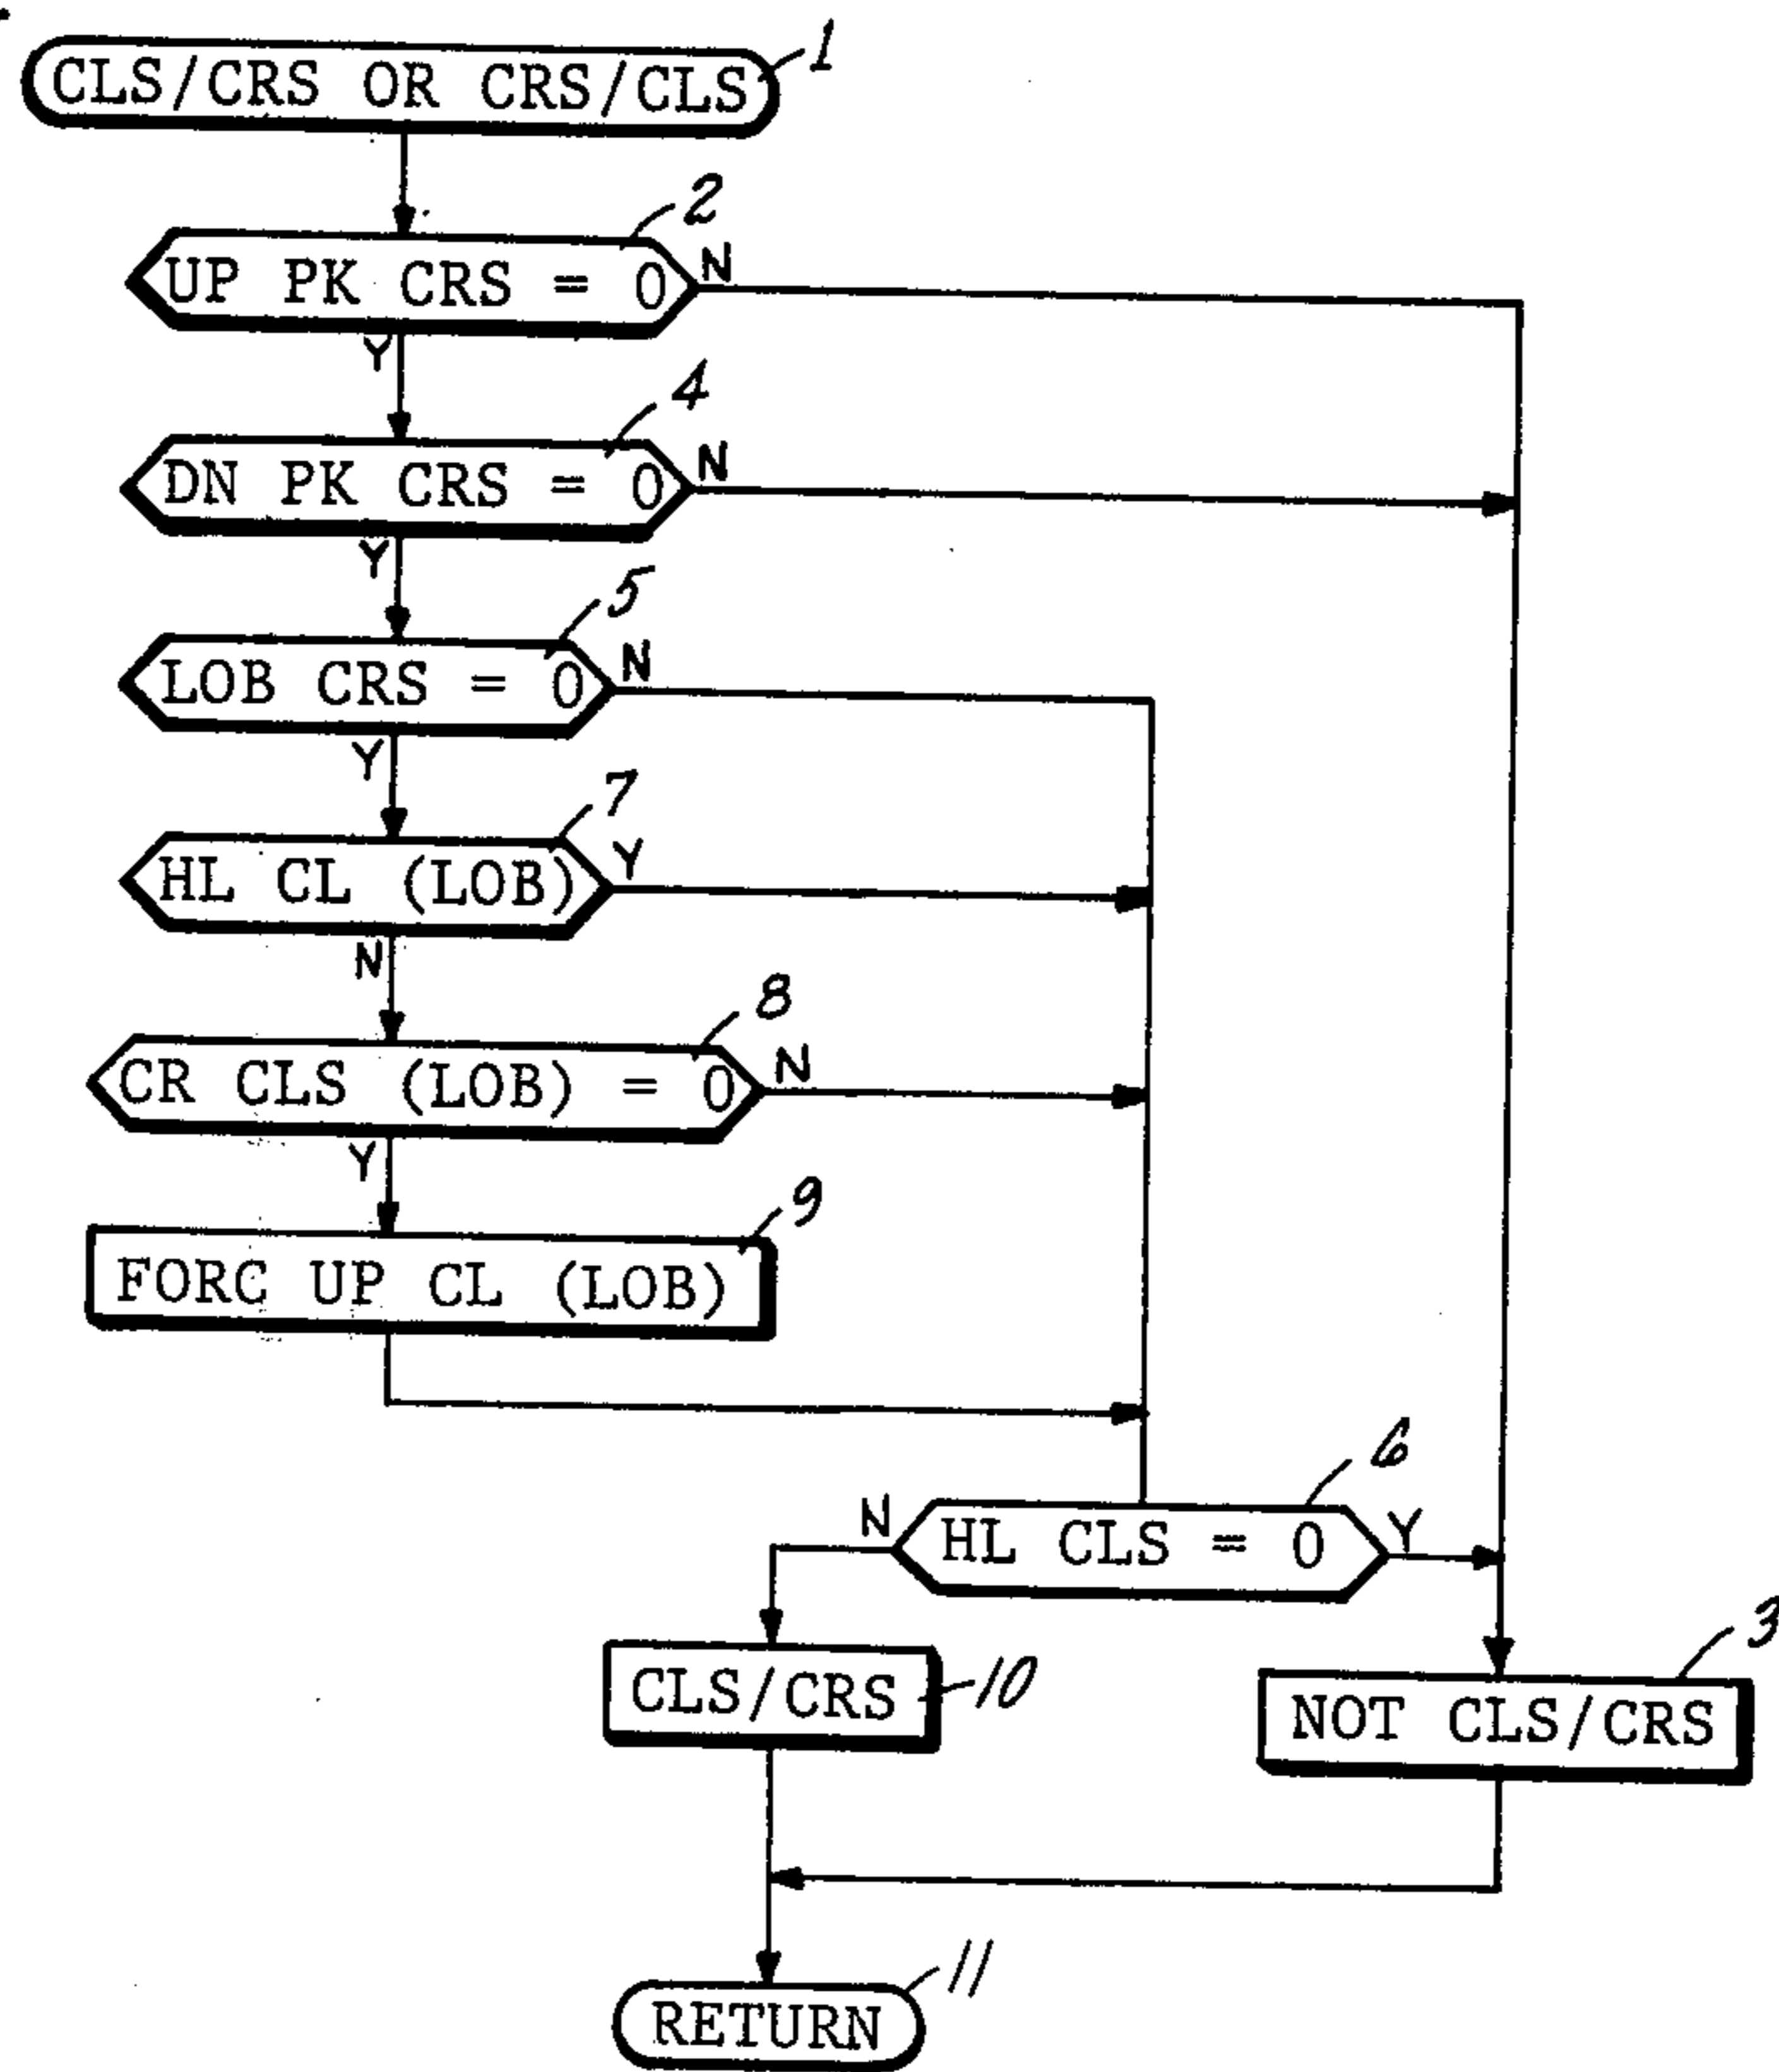 CLS/CRS OR CRS/CLS
1
2
UP PK CRS = 0
N
Y
4
DN PK CRS = 0
N
Y
5
LOB CRS = 0
N
Y
7
HL CL (LOB)
Y
N
8
CR CLS (LOB) = 0
N
Y
9
FORC UP CL (LOB)
6
N
HL CLS = 0
Y
3
CLS/CRS
10
NOT CLS/CRS
11
RETURN